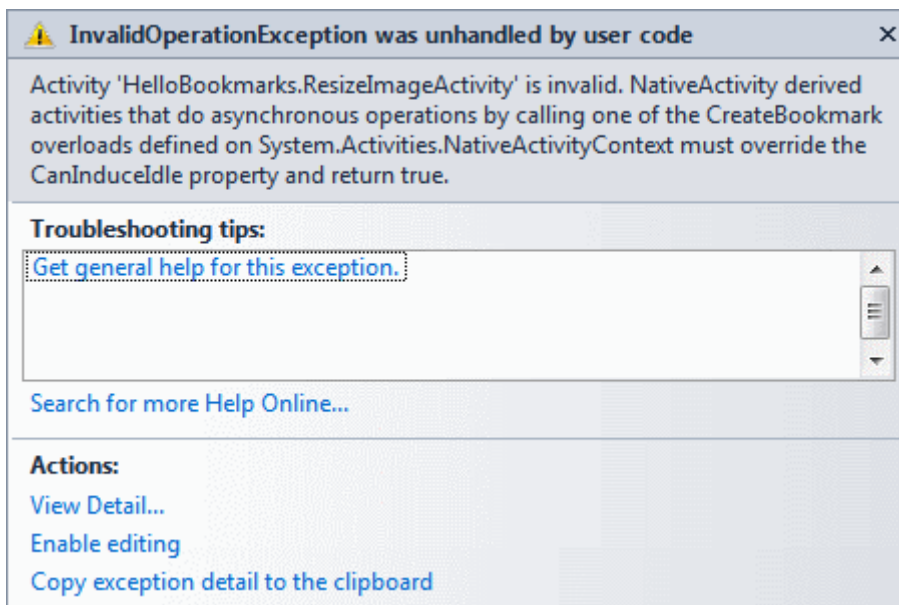 InvalidOperationException was unhandled by user code
Activity 'HelloBookmarks.ResizeImageActivity' is invalid. NativeActivity derived
activities that do asynchronous operations by calling one of the CreateBookmark
overloads defined on System.Activities.NativeActivityContext must override the
CanInduceIdle property and return true.
Troubleshooting tips:
Get general help for this exception.
Search for more Help Online...
Actions:
View Detail...
Enable editing
Copy exception detail to the clipboard